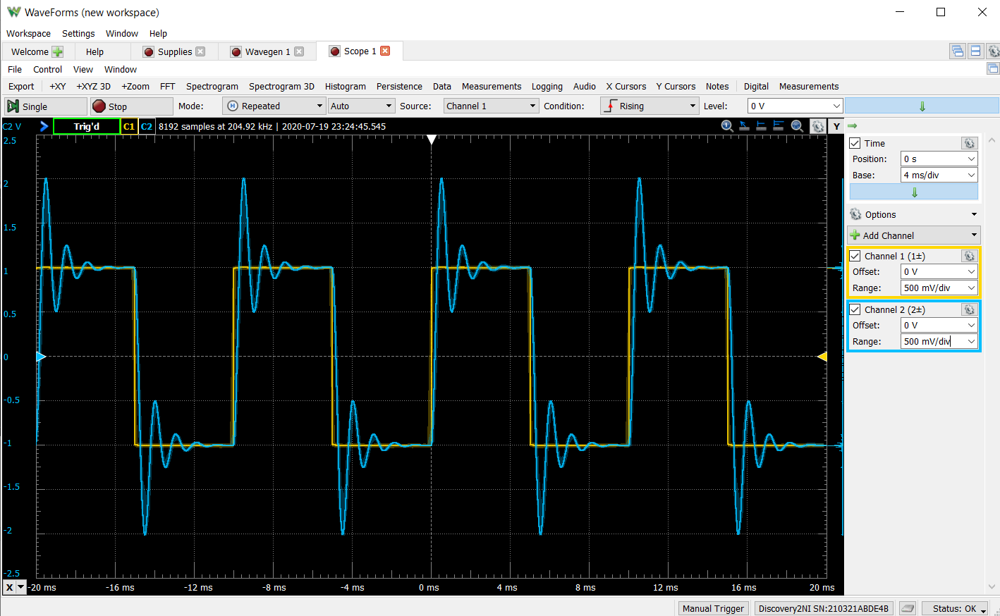 WaveForms (new workspace)
Workspace Settings Window Help
Welcome Help Supplies Wavegen 1 Scope 1
File Control View Window
Export +XY +XYZ 3D +Zoom FFT Spectrogram Spectrogram 3D Histogram Persistence Data Measurements Logging Audio X Cursors Y Cursors Notes Digital Measurements
Single Stop Mode: Repeated Auto Source: Channel 1 Condition: Rising Level: 0 V
C2 V Trig'd C1 C2 8192 samples at 204.92 kHz | 2020-07-19 23:24:45.545 Y
2.5
2
1.5
1
0.5
0
-0.5
-1
-1.5
-2
-2.5
X -20 ms -16 ms -12 ms -8 ms -4 ms 0 ms 4 ms 8 ms 12 ms 16 ms 20 ms
Time
Position: 0 s
Base: 4 ms/div
Options
Add Channel
Channel 1 (1±)
Offset: 0 V
Range: 500 mV/div
Channel 2 (2±)
Offset: 0 V
Range: 500 mV/div
Manual Trigger Discovery2NI SN:210321ABDE4B Status: OK